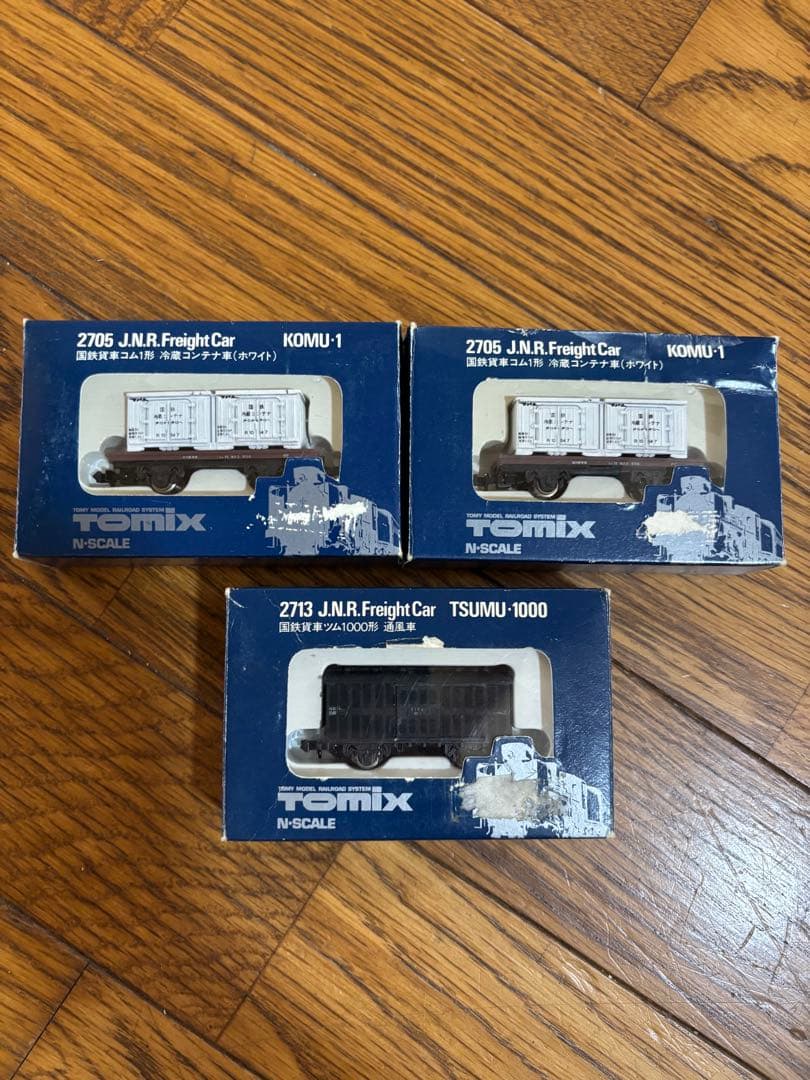 2705 J.N.R. Freight Car KOMU·1
国鉄貨車コム1形 冷蔵コンテナ車(ホワイト)
TOMY MODEL RAILROAD SYSTEM
TOMIX
N·SCALE
2705 J.N.R. Freight Car KOMU·1
国鉄貨車コム1形 冷蔵コンテナ車(ホワイト)
TOMY MODEL RAILROAD SYSTEM
TOMIX
N·SCALE
2713 J.N.R. Freight Car TSUMU·1000
国鉄貨車ツム1000形 通風車
TOMY MODEL RAILROAD SYSTEM
TOMIX
N·SCALE